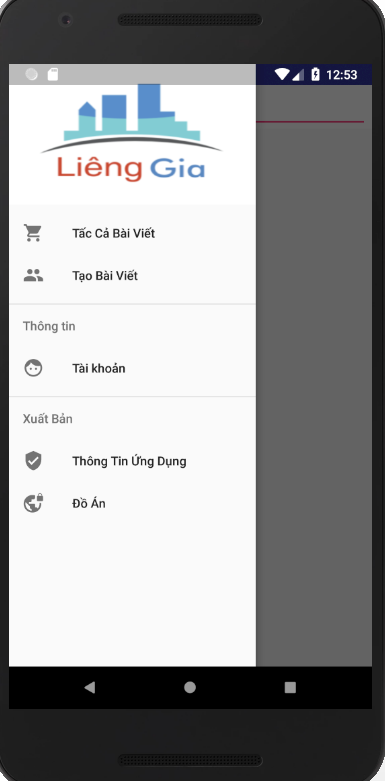 12:53
Liêng Gia
Tấc Cả Bài Viết
Tạo Bài Viết
Thông tin
Tài khoản
Xuất Bản
Thông Tin Ứng Dụng
Đồ Án